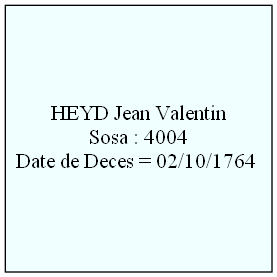 HEYD Jean Valentin
Sosa : 4004
Date de Deces = 02/10/1764